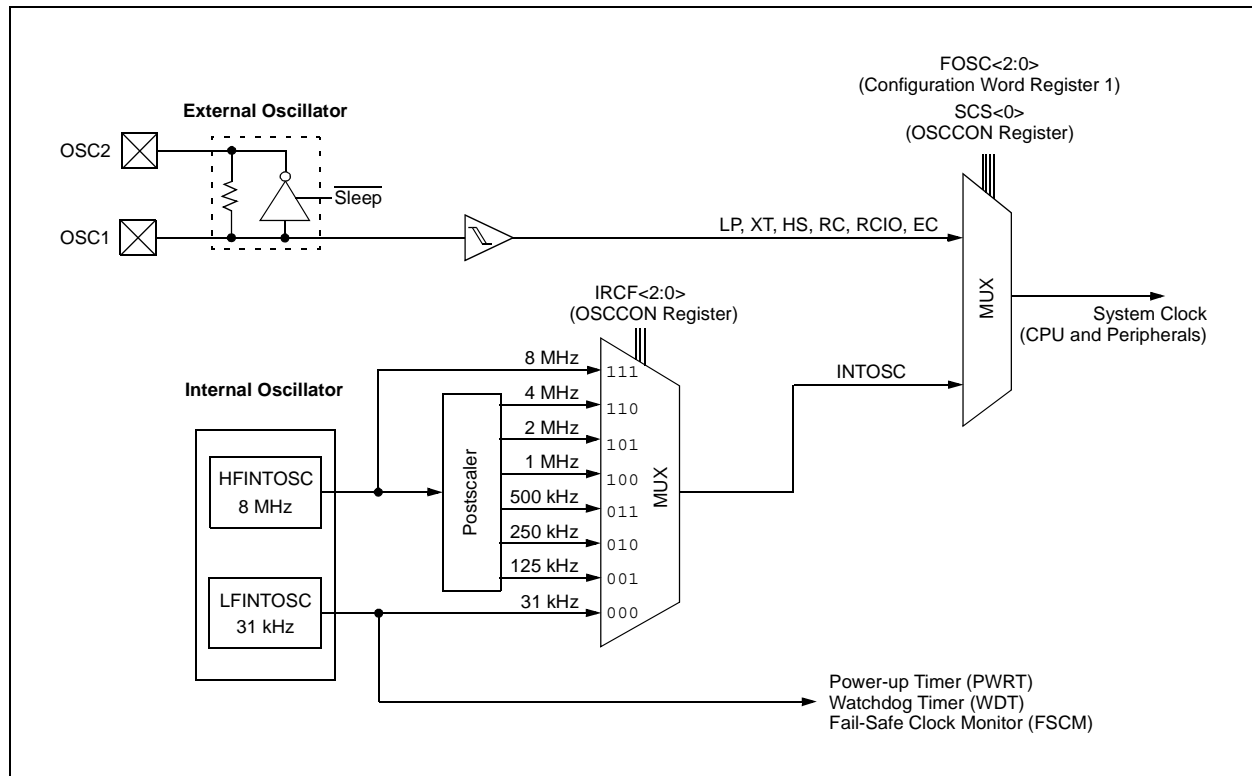 FOSC<2:0>
(Configuration Word Register 1)
SCS<0>
(OSCCON Register)
External Oscillator
OSC2
Sleep
OSC1
LP, XT, HS, RC, RCIO, EC
IRCF<2:0>
(OSCCON Register)
MUX
System Clock
(CPU and Peripherals)
INTOSC
Internal Oscillator
HFINTOSC
8 MHz
LFINTOSC
31 kHz
Postscaler
8 MHz
4 MHz
2 MHz
1 MHz
500 kHz
250 kHz
125 kHz
31 kHz
111
110
101
100
011
010
001
000
MUX
Power-up Timer (PWRT)
Watchdog Timer (WDT)
Fail-Safe Clock Monitor (FSCM)